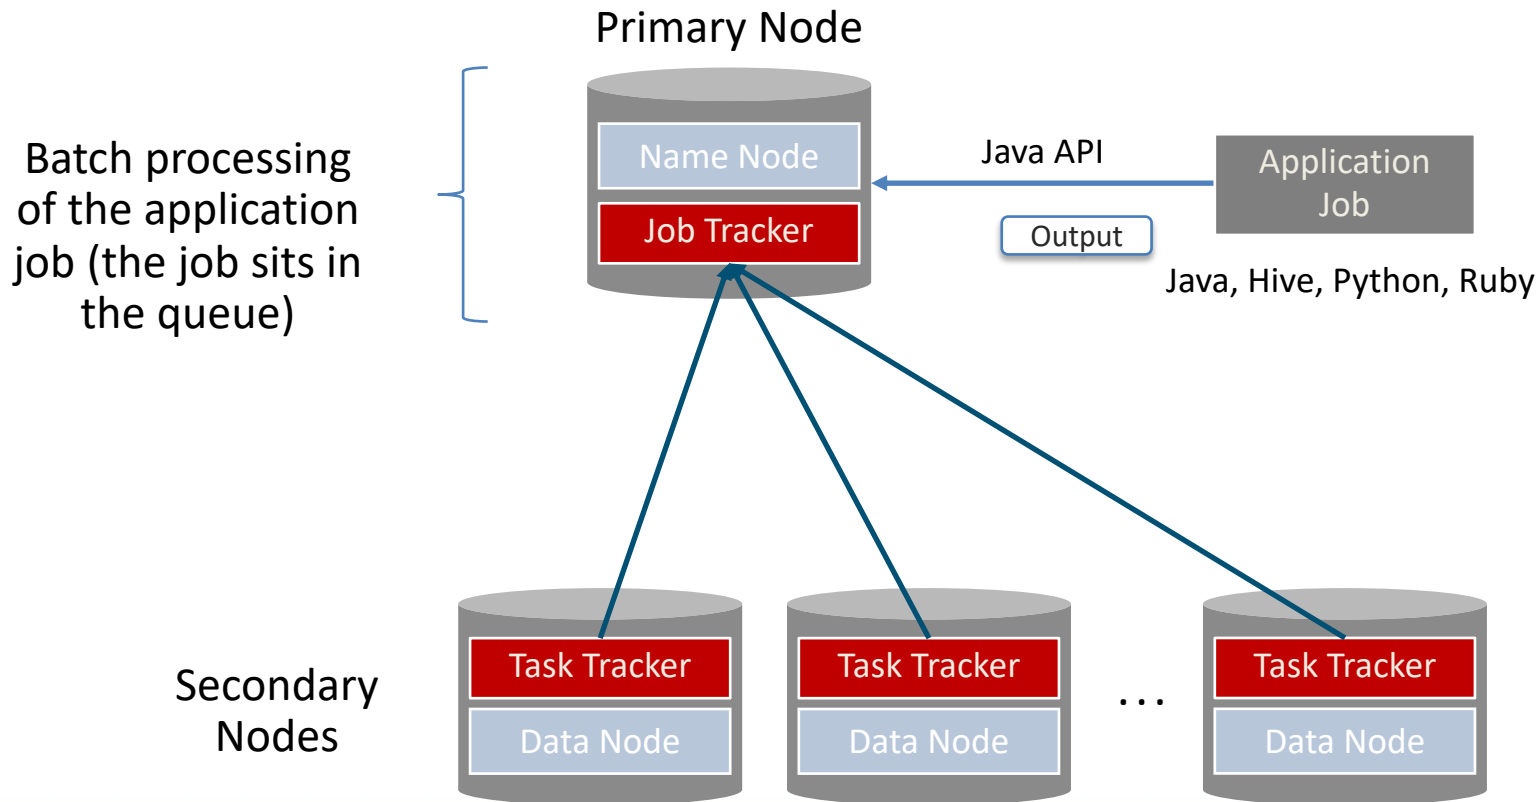 Primary Node
Batch processing
of the application
job (the job sits in
the queue)
Name Node
Job Tracker
Java API
Output
Application
Job
Java, Hive, Python, Ruby
Secondary
Nodes
Task Tracker
Data Node
Task Tracker
Data Node
...
Task Tracker
Data Node